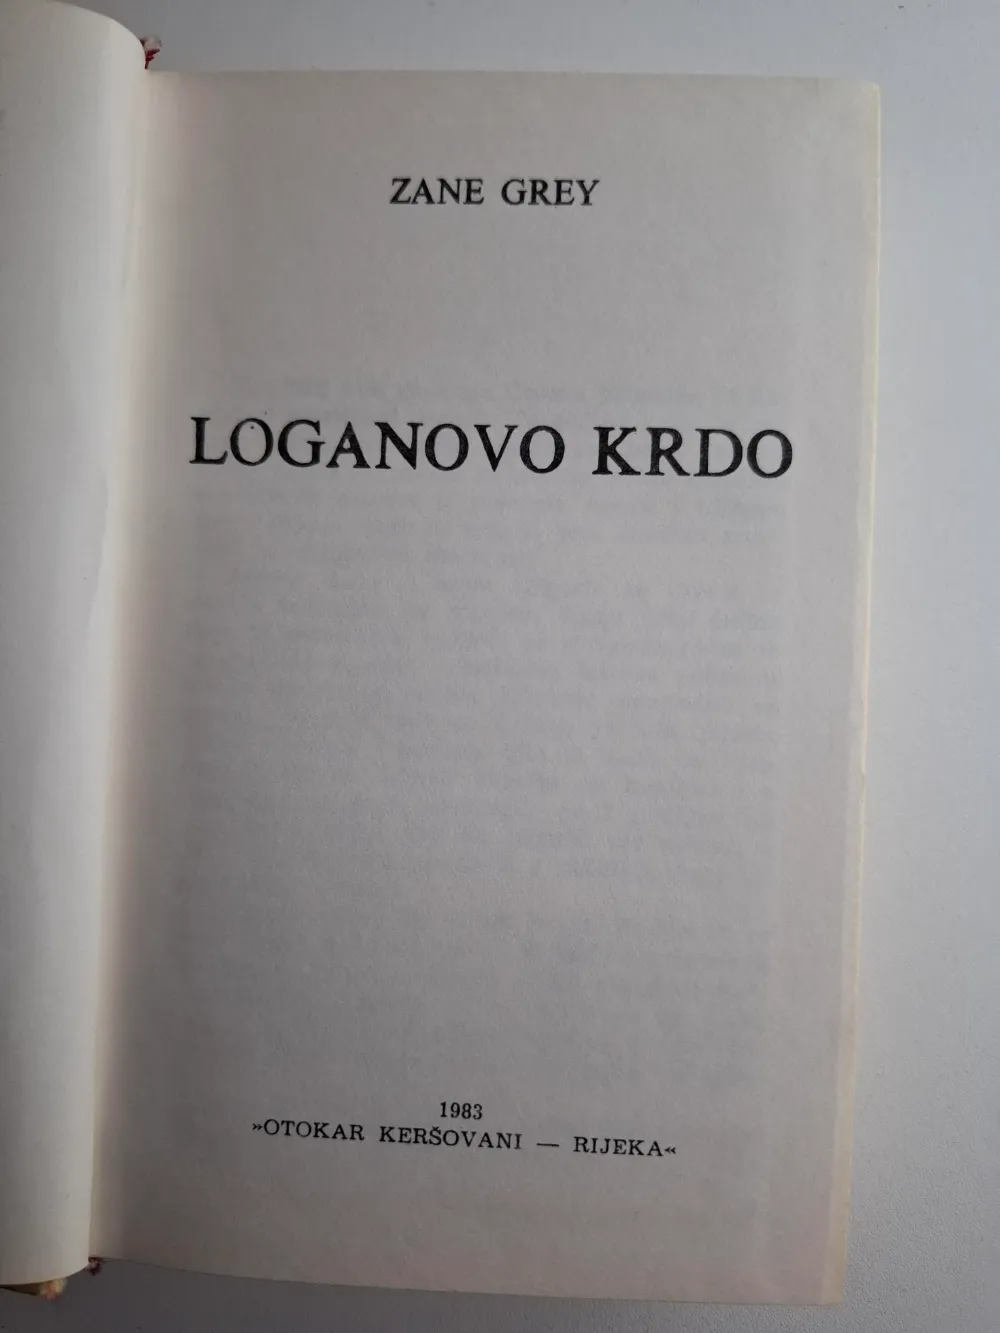 ZANE GREY
LOGANOVO KRDO
1983
»OTOKAR KERŠOVANI — RIJEKA«